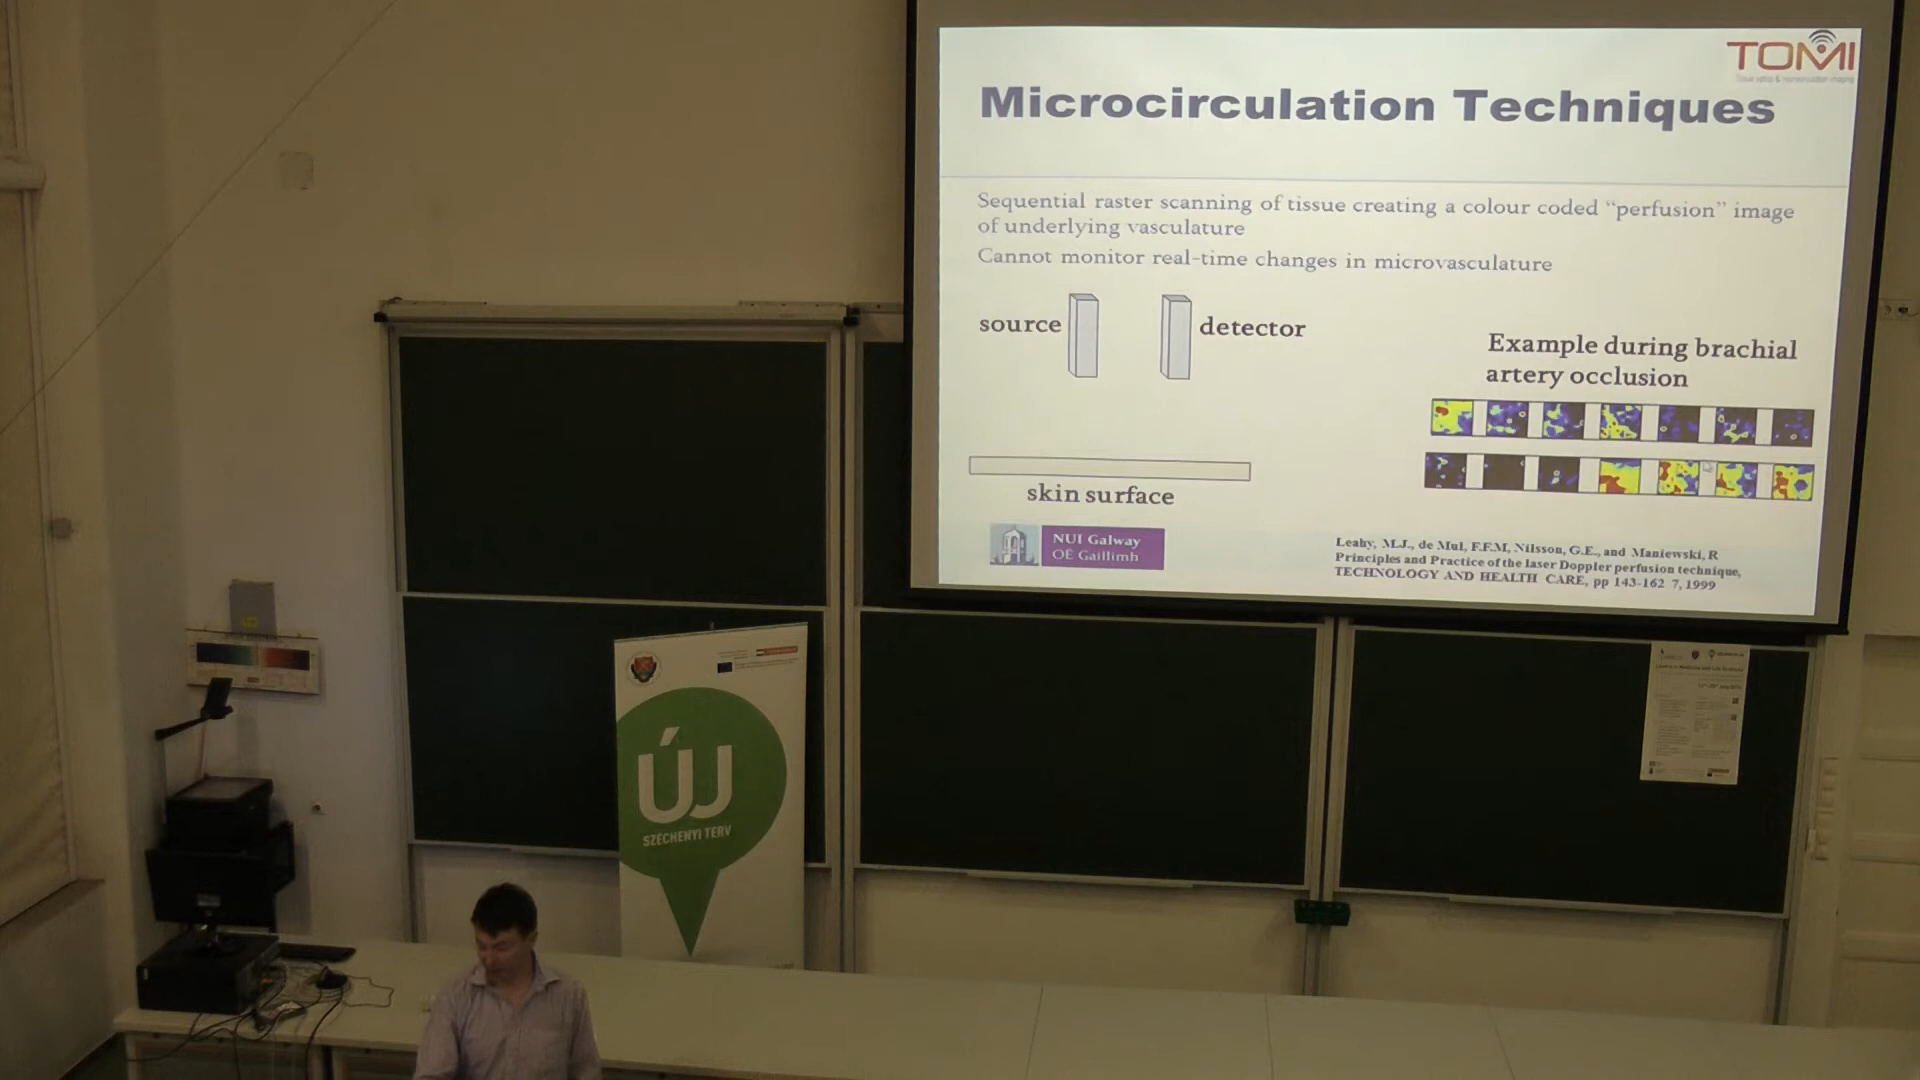 TOMI
Microcirculation Techniques
Sequential raster scanning of tissue creating a colour coded “perfusion” image
of underlying vasculature
Cannot monitor real-time changes in microvasculature
source
detector
Example during brachial
artery occlusion
skin surface
NUI Galway
OÉ Gaillimh
Leahy, M.J., de Mul, F.F.M, Nilsson, G.E., and Maniewski, R
Principles and Practice of the laser Doppler perfusion technique,
TECHNOLOGY AND HEALTH CARE, pp 143-162 7, 1999
ÚJ
SZÉCHENYI TERV